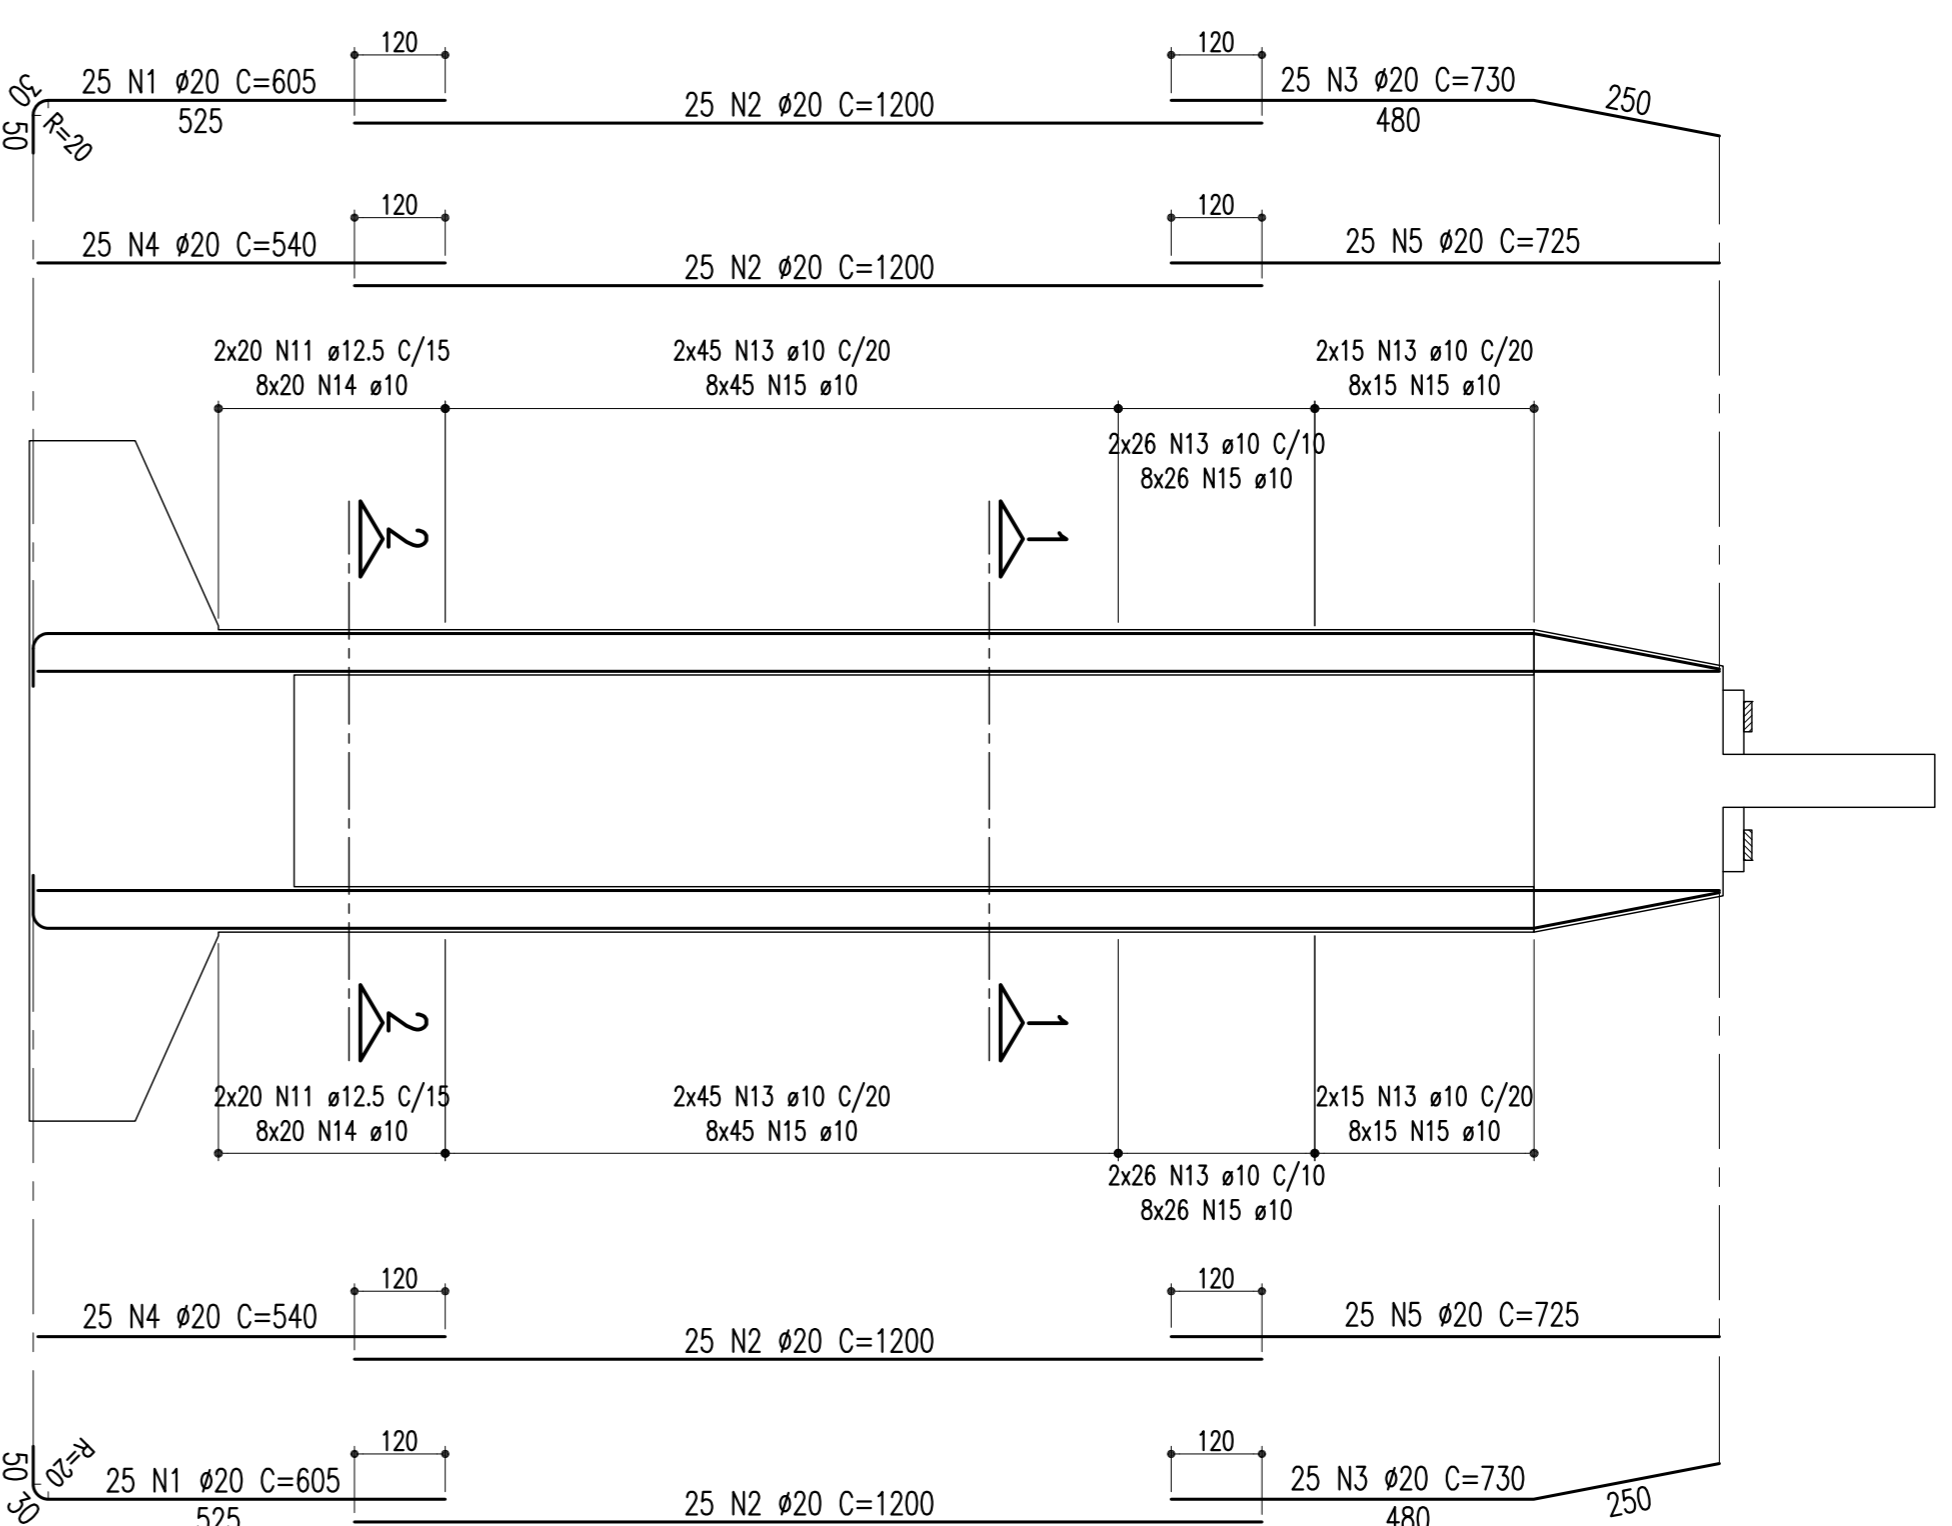 120
120
25 N1 ø20 C=605
25 N3 ø20 C=730
250
30
25 N2 ø20 C=1200
525
480
50
R=20
120
120
25 N4 ø20 C=540
25 N5 ø20 C=725
25 N2 ø20 C=1200
2x20 N11 ø12.5 C/15
8x20 N14 ø10
2x45 N13 ø10 C/20
8x45 N15 ø10
2x15 N13 ø10 C/20
8x15 N15 ø10
2x26 N13 ø10 C/10
8x26 N15 ø10
2
1
2
1
2x20 N11 ø12.5 C/15
8x20 N14 ø10
2x45 N13 ø10 C/20
8x45 N15 ø10
2x15 N13 ø10 C/20
8x15 N15 ø10
2x26 N13 ø10 C/10
8x26 N15 ø10
120
120
25 N4 ø20 C=540
25 N5 ø20 C=725
25 N2 ø20 C=1200
120
120
R=20
50
25 N1 ø20 C=605
25 N3 ø20 C=730
30
25 N2 ø20 C=1200
250
525
480